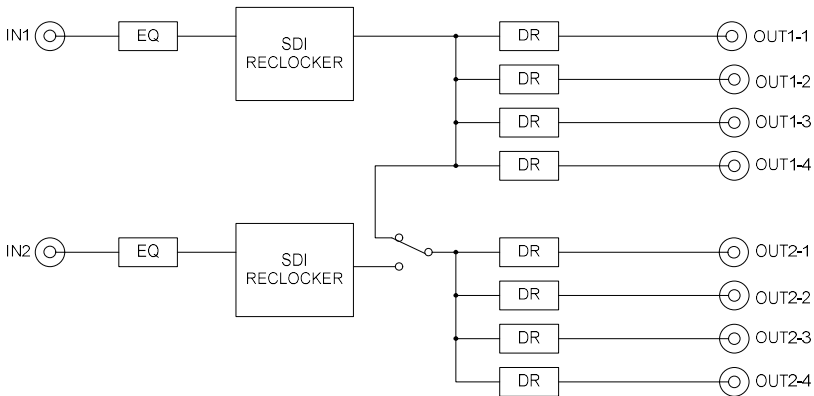 IN1
EQ
SDI
RECLOCKER
DR
OUT1-1
DR
OUT1-2
DR
OUT1-3
DR
OUT1-4
IN2
EQ
SDI
RECLOCKER
DR
OUT2-1
DR
OUT2-2
DR
OUT2-3
DR
OUT2-4